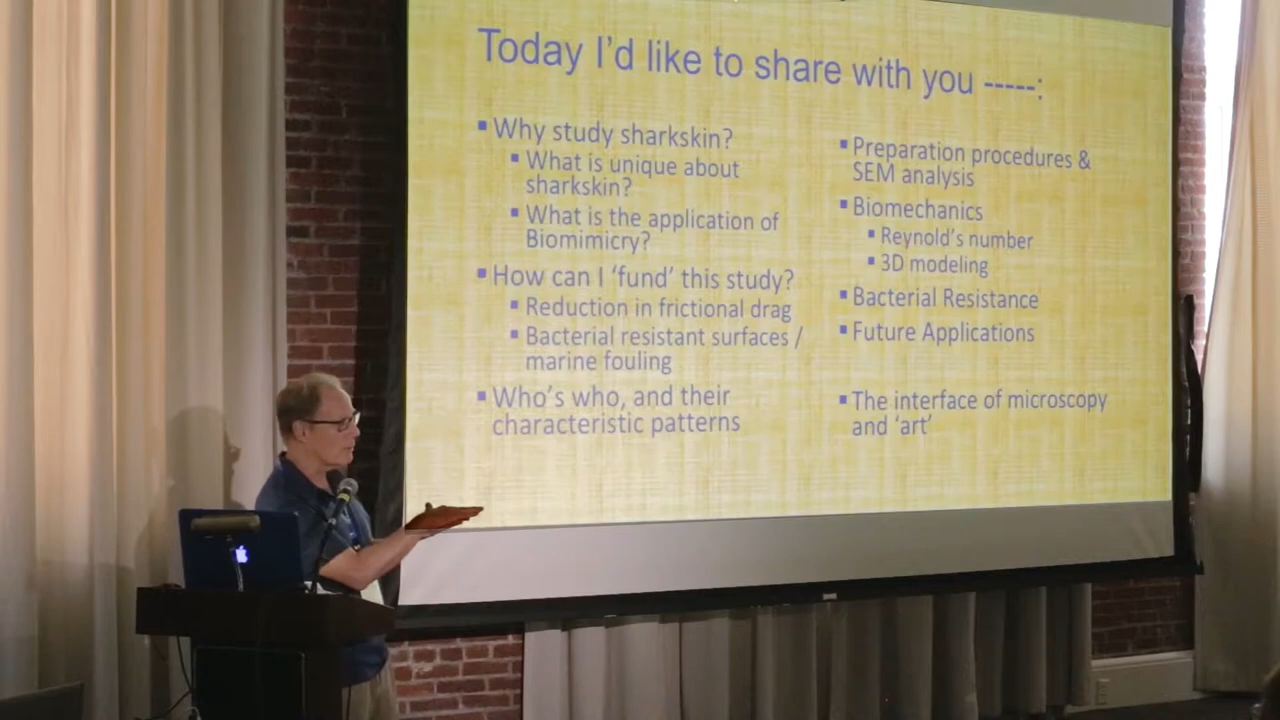 Today I'd like to share with you -----:
▪ Why study sharkskin?
▪ What is unique about
sharkskin?
▪ What is the application of
Biomimicry?
▪ How can I 'fund' this study?
▪ Reduction in frictional drag
▪ Bacterial resistant surfaces /
marine fouling
▪ Who's who, and their
characteristic patterns
▪ Preparation procedures &
SEM analysis
▪ Biomechanics
▪ Reynold's number
▪ 3D modeling
▪ Bacterial Resistance
▪ Future Applications
▪ The interface of microscopy
and 'art'